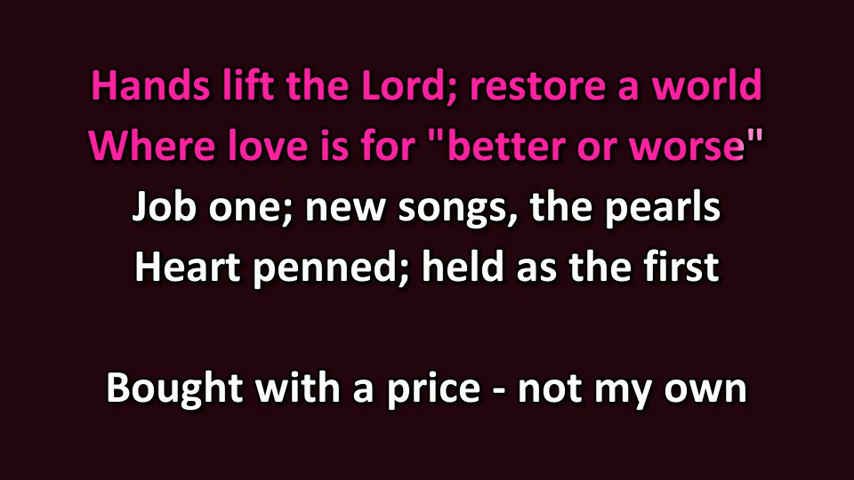 Hands lift the Lord; restore a world
Where love is for "better or worse"
Job one; new songs, the pearls
Heart penned; held as the first
Bought with a price - not my own